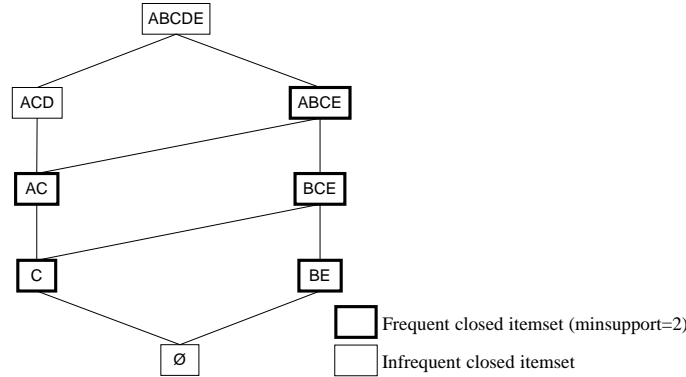 ABCDE
ACD
ABCE
AC
BCE
C
BE
Ø
Frequent closed itemset (minsupport=2)
Infrequent closed itemset